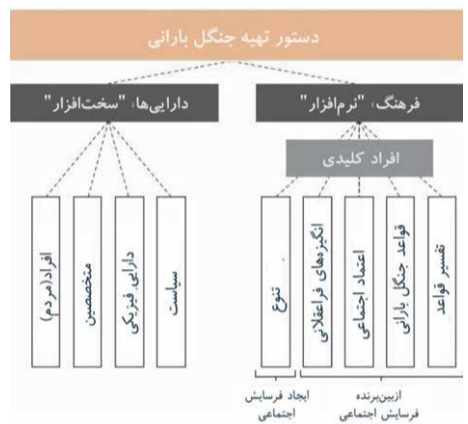 دستور تهیه جنگل بارانی
فرهنگ، "نرم‌افزار"
دارایی‌ها، "سخت‌افزار"
افراد کلیدی
تفسیر قواعد
قواعد جنگل بارانی
اعتماد اجتماعی
انگیزه‌های فراعقلانی
تنوع
سیاست
دارایی فیزیکی
متخصصین
افراد(مردم)
ازبین‌برنده
فرسایش اجتماعی
ایجاد فرسایش
اجتماعی